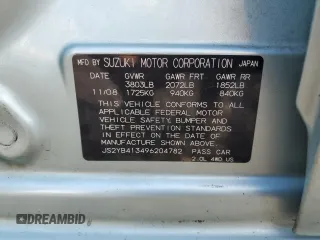 MFD. BY SUZUKI MOTOR CORPORATION JAPAN
DATE GVWR GAWR FRT GAWR RR
3803LB 2072LB 1852LB
11/08 1725KG 940KG 840KG
THIS VEHICLE CONFORMS TO ALL
APPLICABLE FEDERAL MOTOR
VEHICLE SAFETY, BUMPER AND
THEFT PREVENTION STANDARDS
IN EFFECT ON THE DATE OF
MANUFACTURE SHOWN ABOVE.
JS2YB413496204782 PASS CAR
2.0L 4WD US
DREAMBID